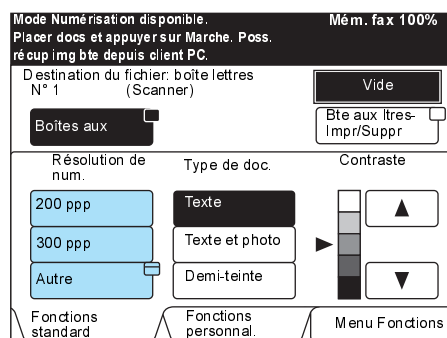 Mode Numérisation disponible.
Mém. fax 100%
Placer docs et appuyer sur Marche. Poss.
récup img bte depuis client PC.
Destination du fichier: boîte lettres
N° 1 (Scanner)
Vide
Boîtes aux
Bte aux ltres-
Impr/Suppr
Résolution de
num.
Type de doc.
Contraste
200 ppp
Texte
300 ppp
Texte et photo
Autre
Demi-teinte
Fonctions
standard
Fonctions
personnal.
Menu Fonctions